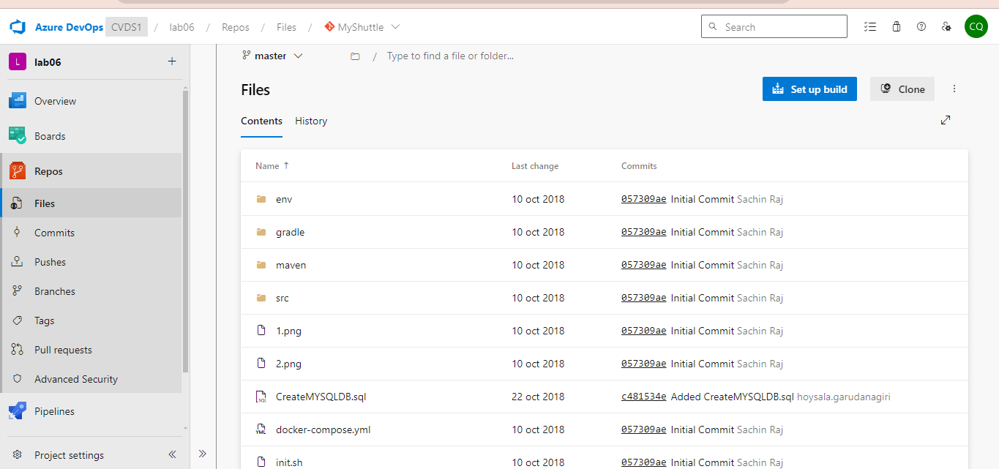 Azure DevOps CVDS1 / lab06 / Repos / Files / MyShuttle
Search
CQ
L lab06 +
Overview
Boards
Repos
Files
Commits
Pushes
Branches
Tags
Pull requests
Advanced Security
Pipelines
Project settings
master / Type to find a file or folder...
Files
Set up build
Clone
Contents History
Name ↑ Last change Commits
env 10 oct 2018 057309ae Initial Commit Sachin Raj
gradle 10 oct 2018 057309ae Initial Commit Sachin Raj
maven 10 oct 2018 057309ae Initial Commit Sachin Raj
src 10 oct 2018 057309ae Initial Commit Sachin Raj
1.png 10 oct 2018 057309ae Initial Commit Sachin Raj
2.png 10 oct 2018 057309ae Initial Commit Sachin Raj
SQL CreateMYSQLDB.sql 22 oct 2018 c481534e Added CreateMYSQLDB.sql hoysala.garudanagiri
YML docker-compose.yml 10 oct 2018 057309ae Initial Commit Sachin Raj
init.sh 10 oct 2018 057309ae Initial Commit Sachin Raj